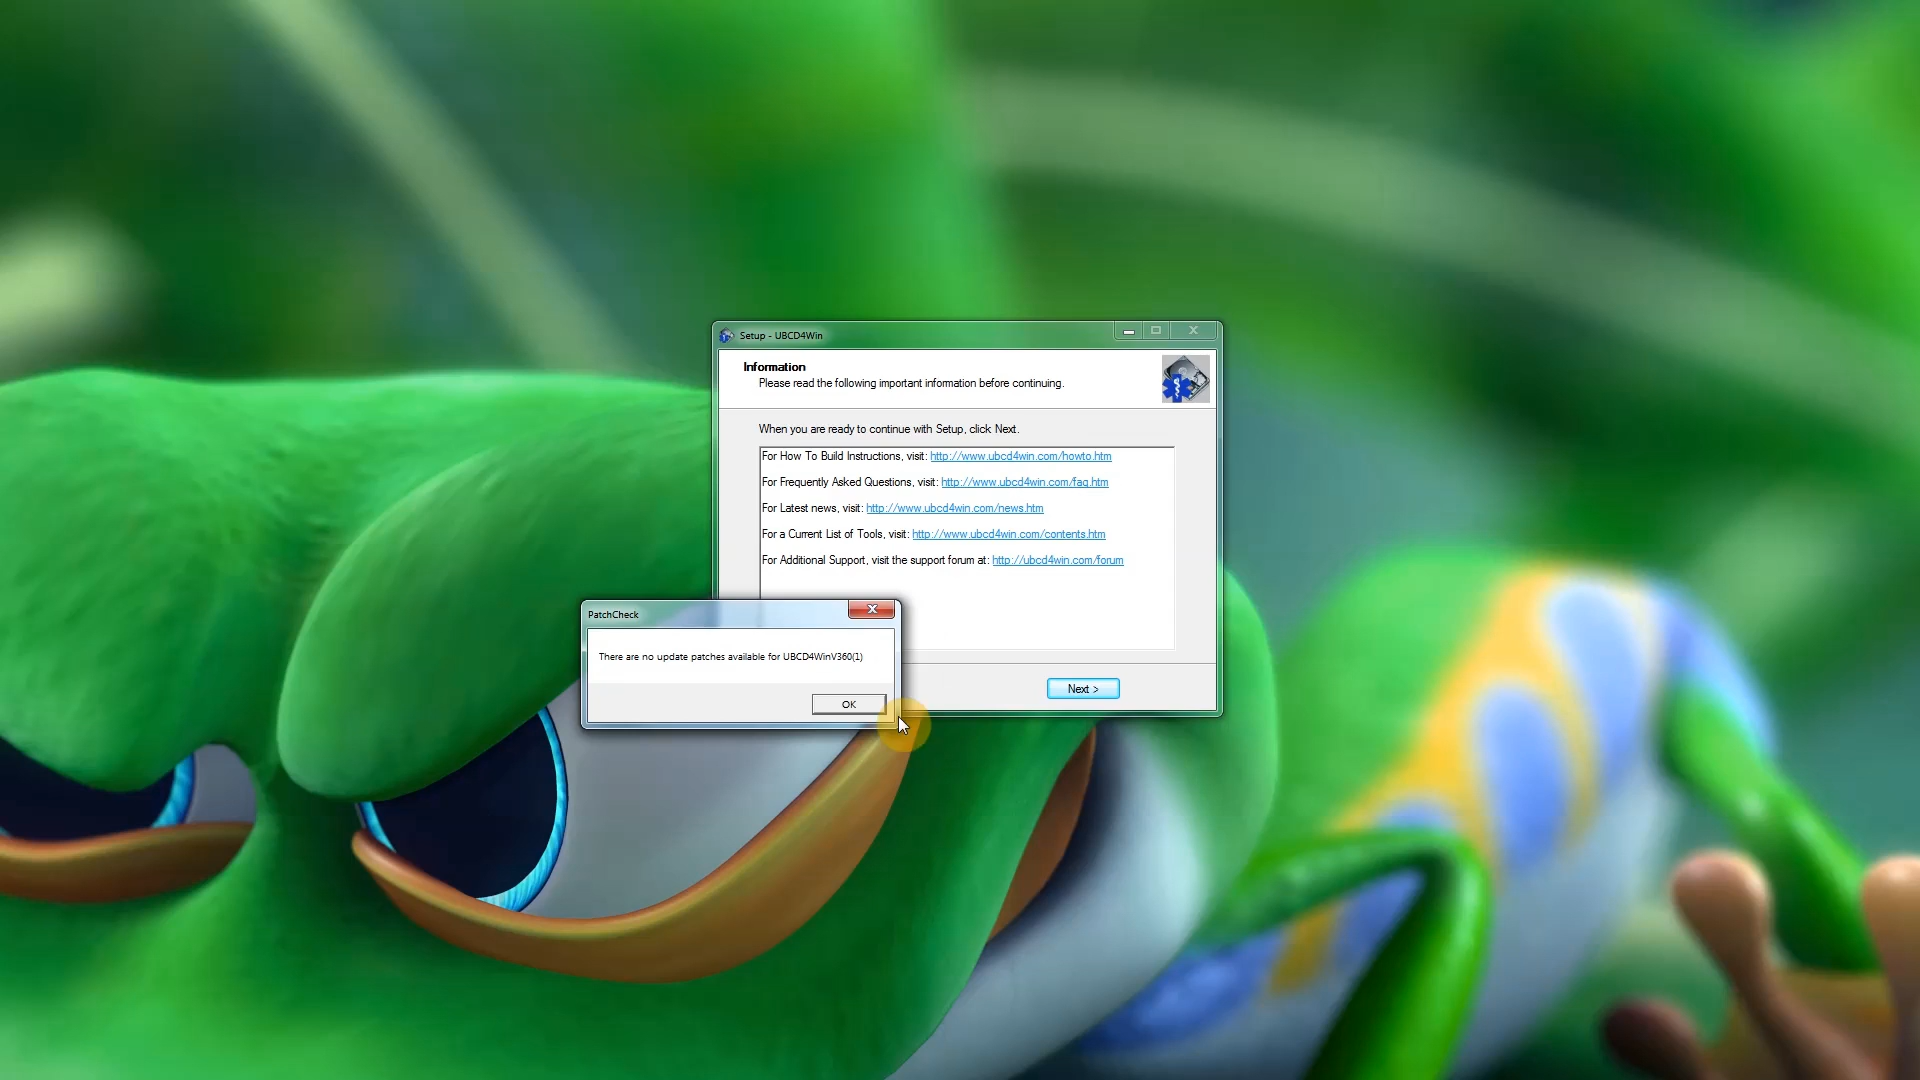 Setup - UBCD4Win
Information
Please read the following important information before continuing.
When you are ready to continue with Setup, click Next.
For How To Build Instructions, visit: http://www.ubcd4win.com/howto.htm
For Frequently Asked Questions, visit: http://www.ubcd4win.com/faq.htm
For Latest news, visit: http://www.ubcd4win.com/news.htm
For a Current List of Tools, visit: http://www.ubcd4win.com/contents.htm
For Additional Support, visit the support forum at: http://ubcd4win.com/forum
PatchCheck
There are no update patches available for UBCD4WinV360(1)
OK
Next >